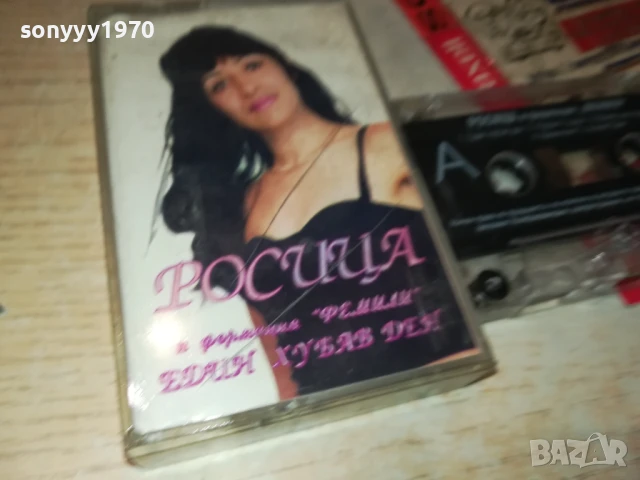 sonyyy1970
РОСИЦА
и формация "ФЕМИЛИ"
ЕДИН ХУБАВ ДЕН
A
BAZAR